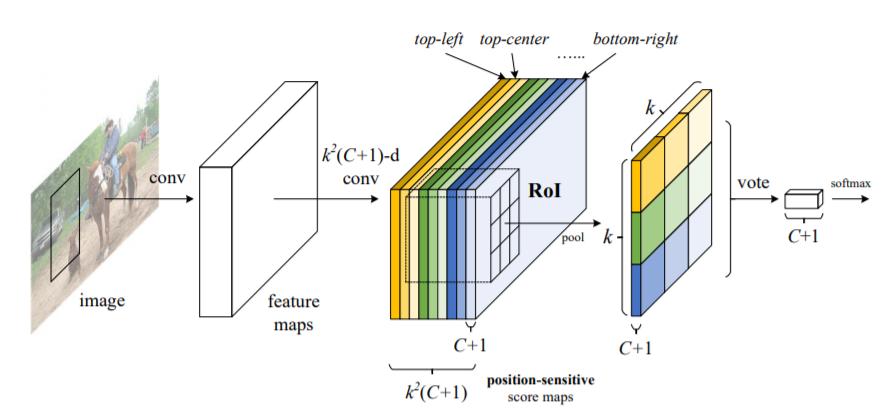 top-left top-center ...... bottom-right
k
k²(C+1)-d
conv
conv
RoI
vote
softmax
pool
k
C+1
image
feature
maps
C+1
C+1
k²(C+1)
position-sensitive
score maps